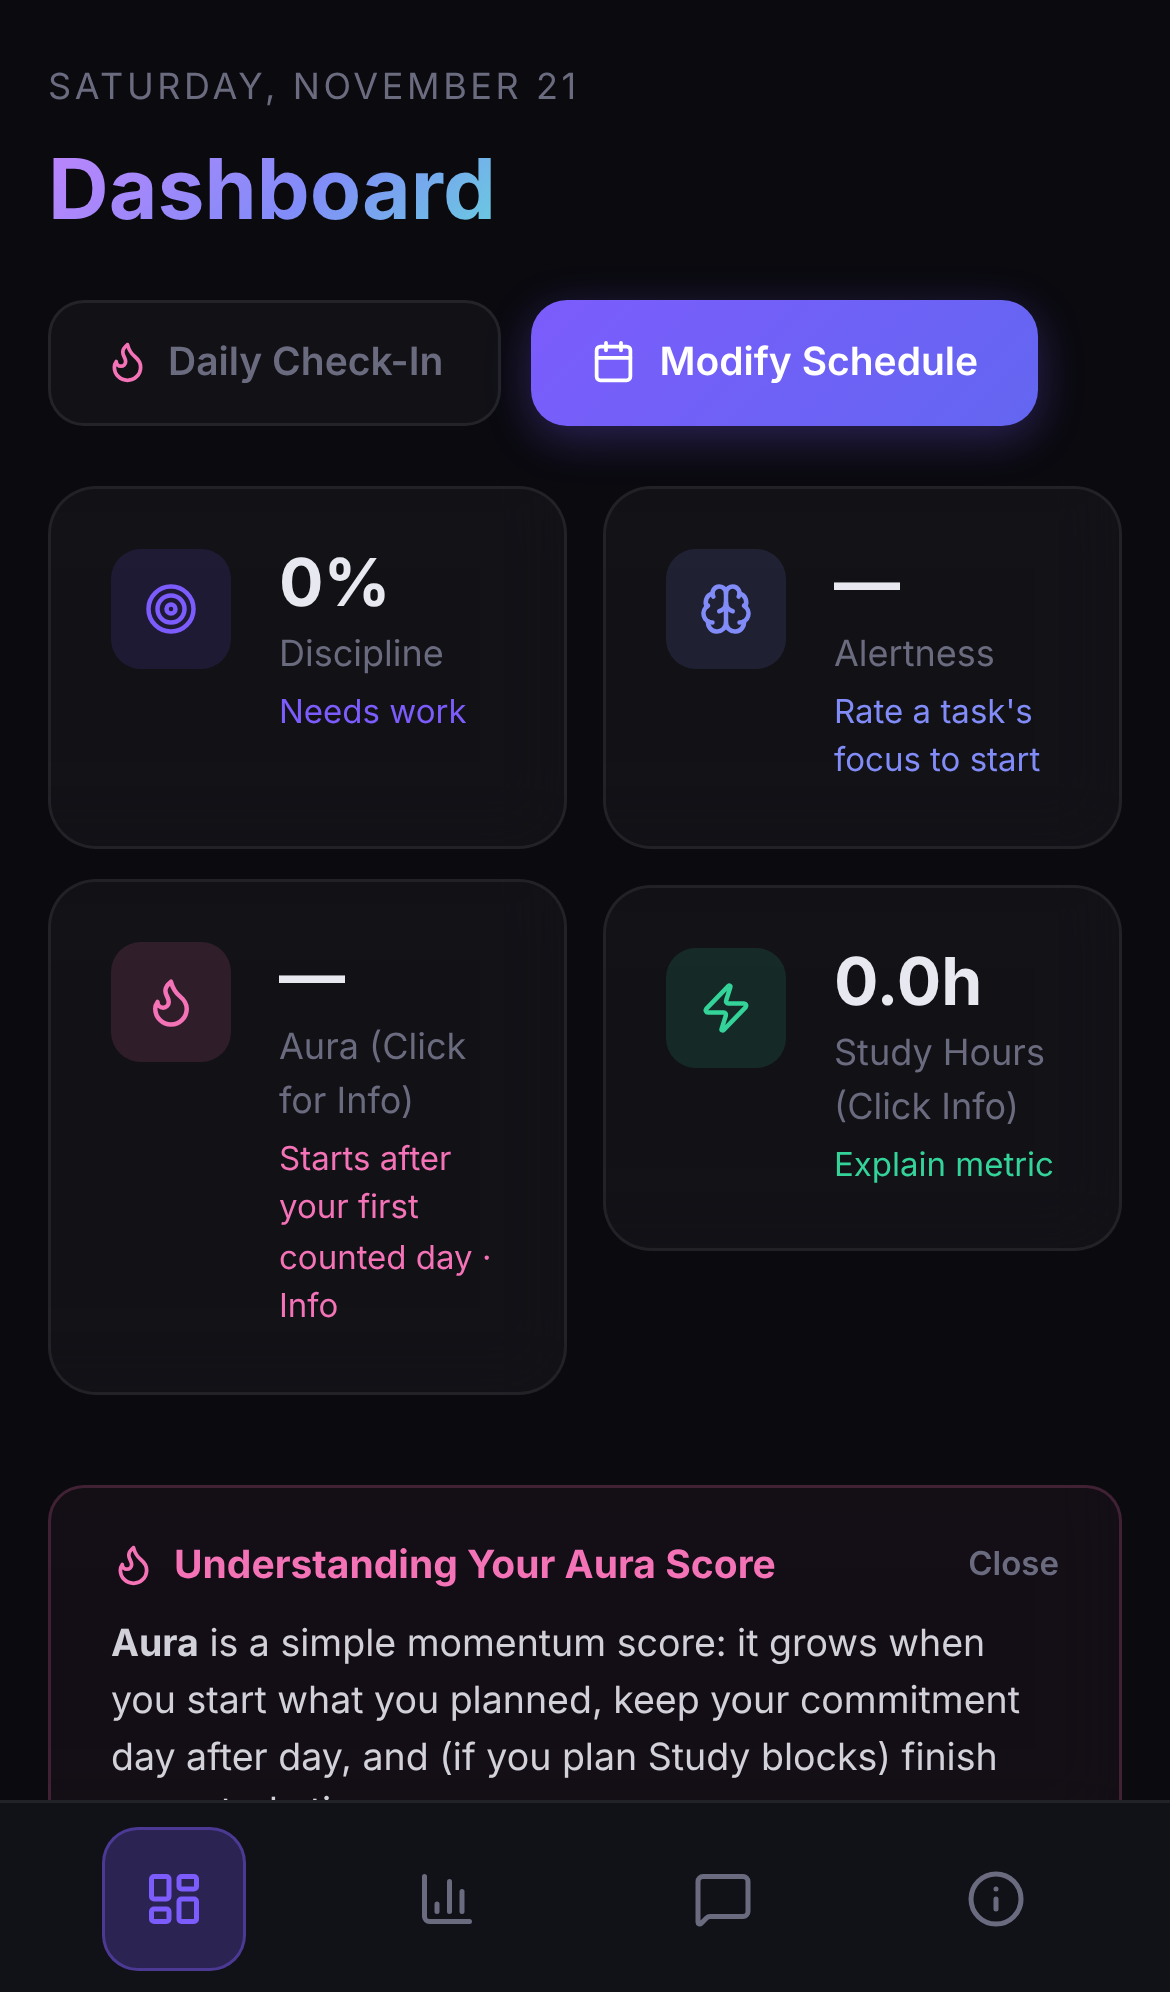 SATURDAY, NOVEMBER 21
Dashboard
Daily Check-In
Modify Schedule
0%
Discipline
Needs work
—
Alertness
Rate a task's
focus to start
—
Aura (Click
for Info)
Starts after
your first
counted day ·
Info
0.0h
Study Hours
(Click Info)
Explain metric
Understanding Your Aura Score
Close
Aura is a simple momentum score: it grows when
you start what you planned, keep your commitment
day after day, and (if you plan Study blocks) finish